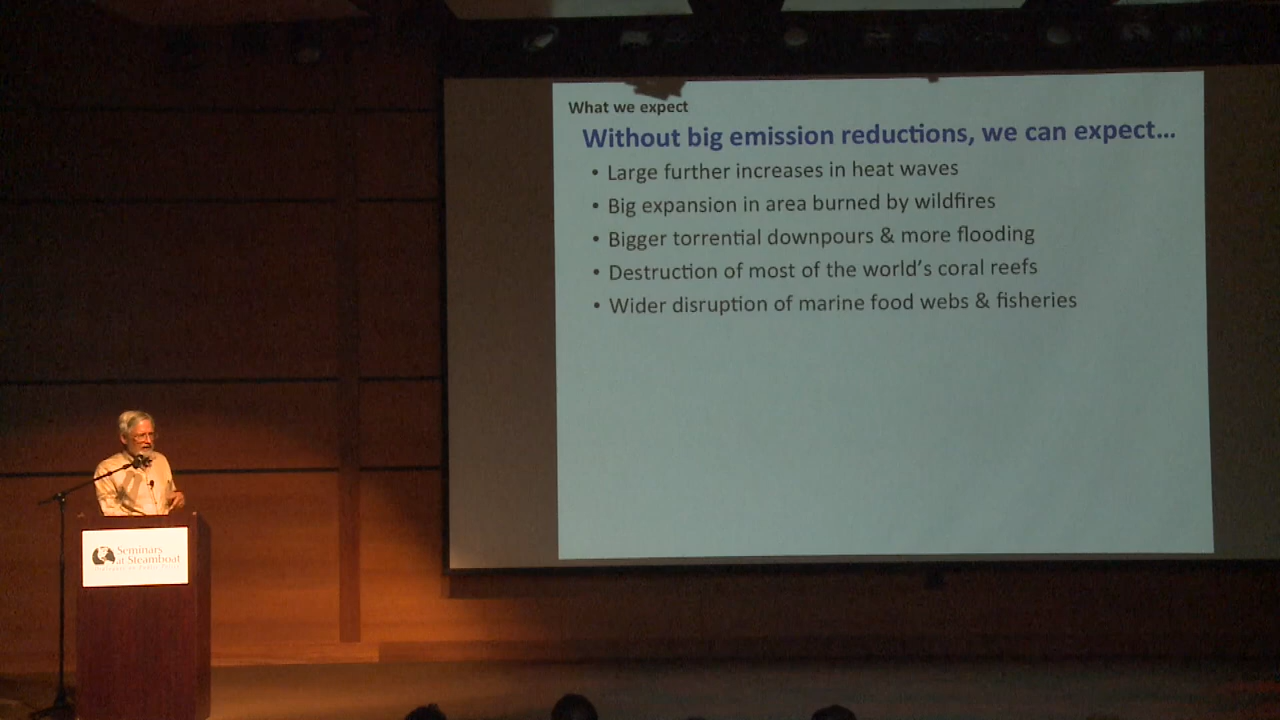 What we expect
Without big emission reductions, we can expect...
• Large further increases in heat waves
• Big expansion in area burned by wildfires
• Bigger torrential downpours & more flooding
• Destruction of most of the world's coral reefs
• Wider disruption of marine food webs & fisheries
Seminars
at Steamboat